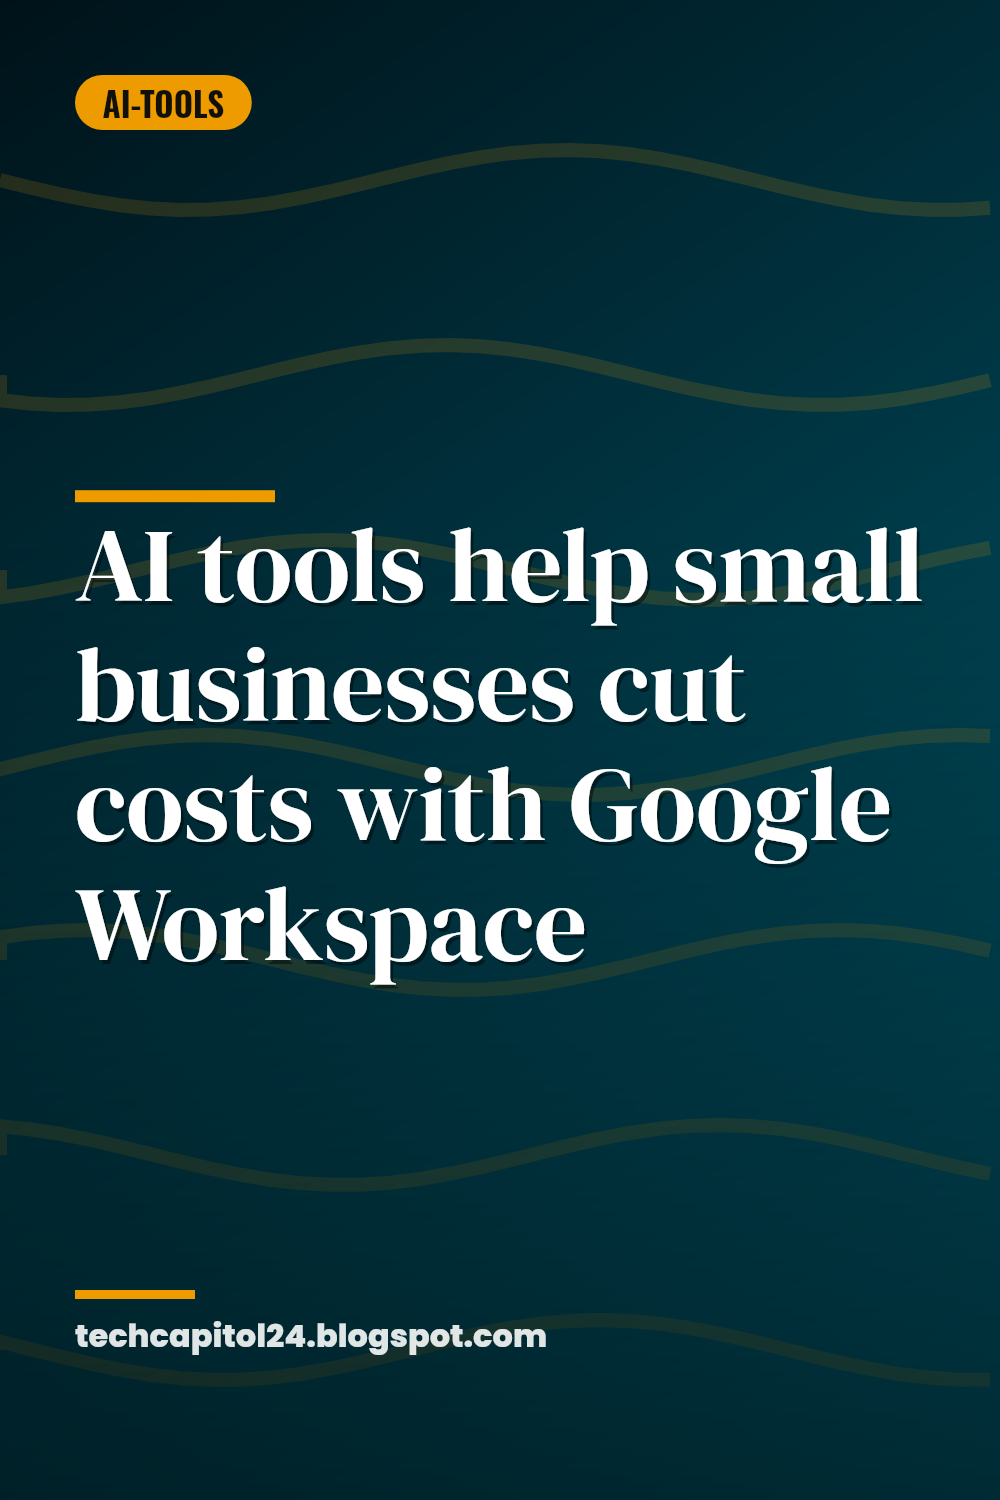 AI-TOOLS
AI tools help small
businesses cut
costs with Google
Workspace
techcapitol24.blogspot.com